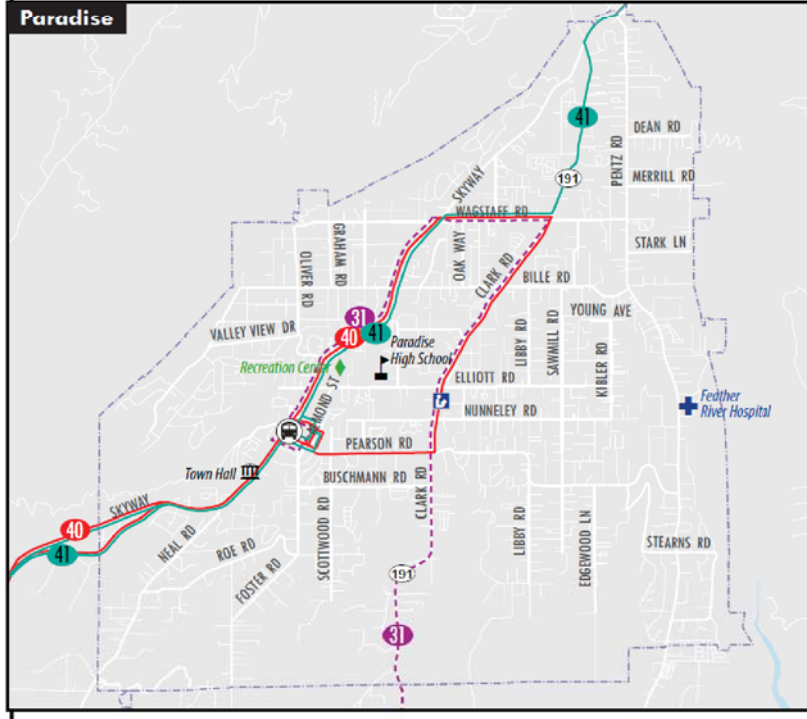 Paradise
41
DEAN RD
PENTZ RD
SKYWAY
191
MERRILL RD
WAGSTAFF RD
GRAHAM RD
OAK WAY
STARK LN
OLIVER RD
CLARK RD
BILLE RD
31
YOUNG AVE
VALLEY VIEW DR
40
41
Paradise
High School
LIBBY RD
SAWMILL RD
KIBLER RD
Recreation Center
ELLIOTT RD
Feather
River Hospital
MOND ST
NUNNELEY RD
PEARSON RD
Town Hall
BUSCHMANN RD
CLARK RD
SKYWAY
SCOTTWOOD RD
LIBBY RD
EDGEWOOD LN
40
NEAL RD
41
ROE RD
STEARNS RD
FOSTER RD
191
31